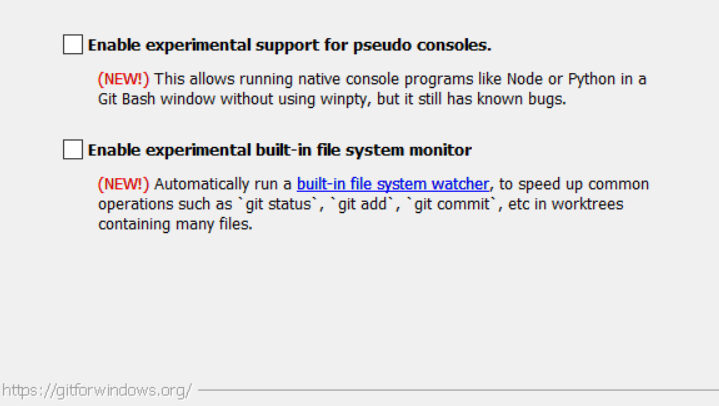 Enable experimental support for pseudo consoles.
(NEW!) This allows running native console programs like Node or Python in a
Git Bash window without using winpty, but it still has known bugs.
Enable experimental built-in file system monitor
(NEW!) Automatically run a built-in file system watcher, to speed up common
operations such as `git status`, `git add`, `git commit`, etc in worktrees
containing many files.
https://gitforwindows.org/